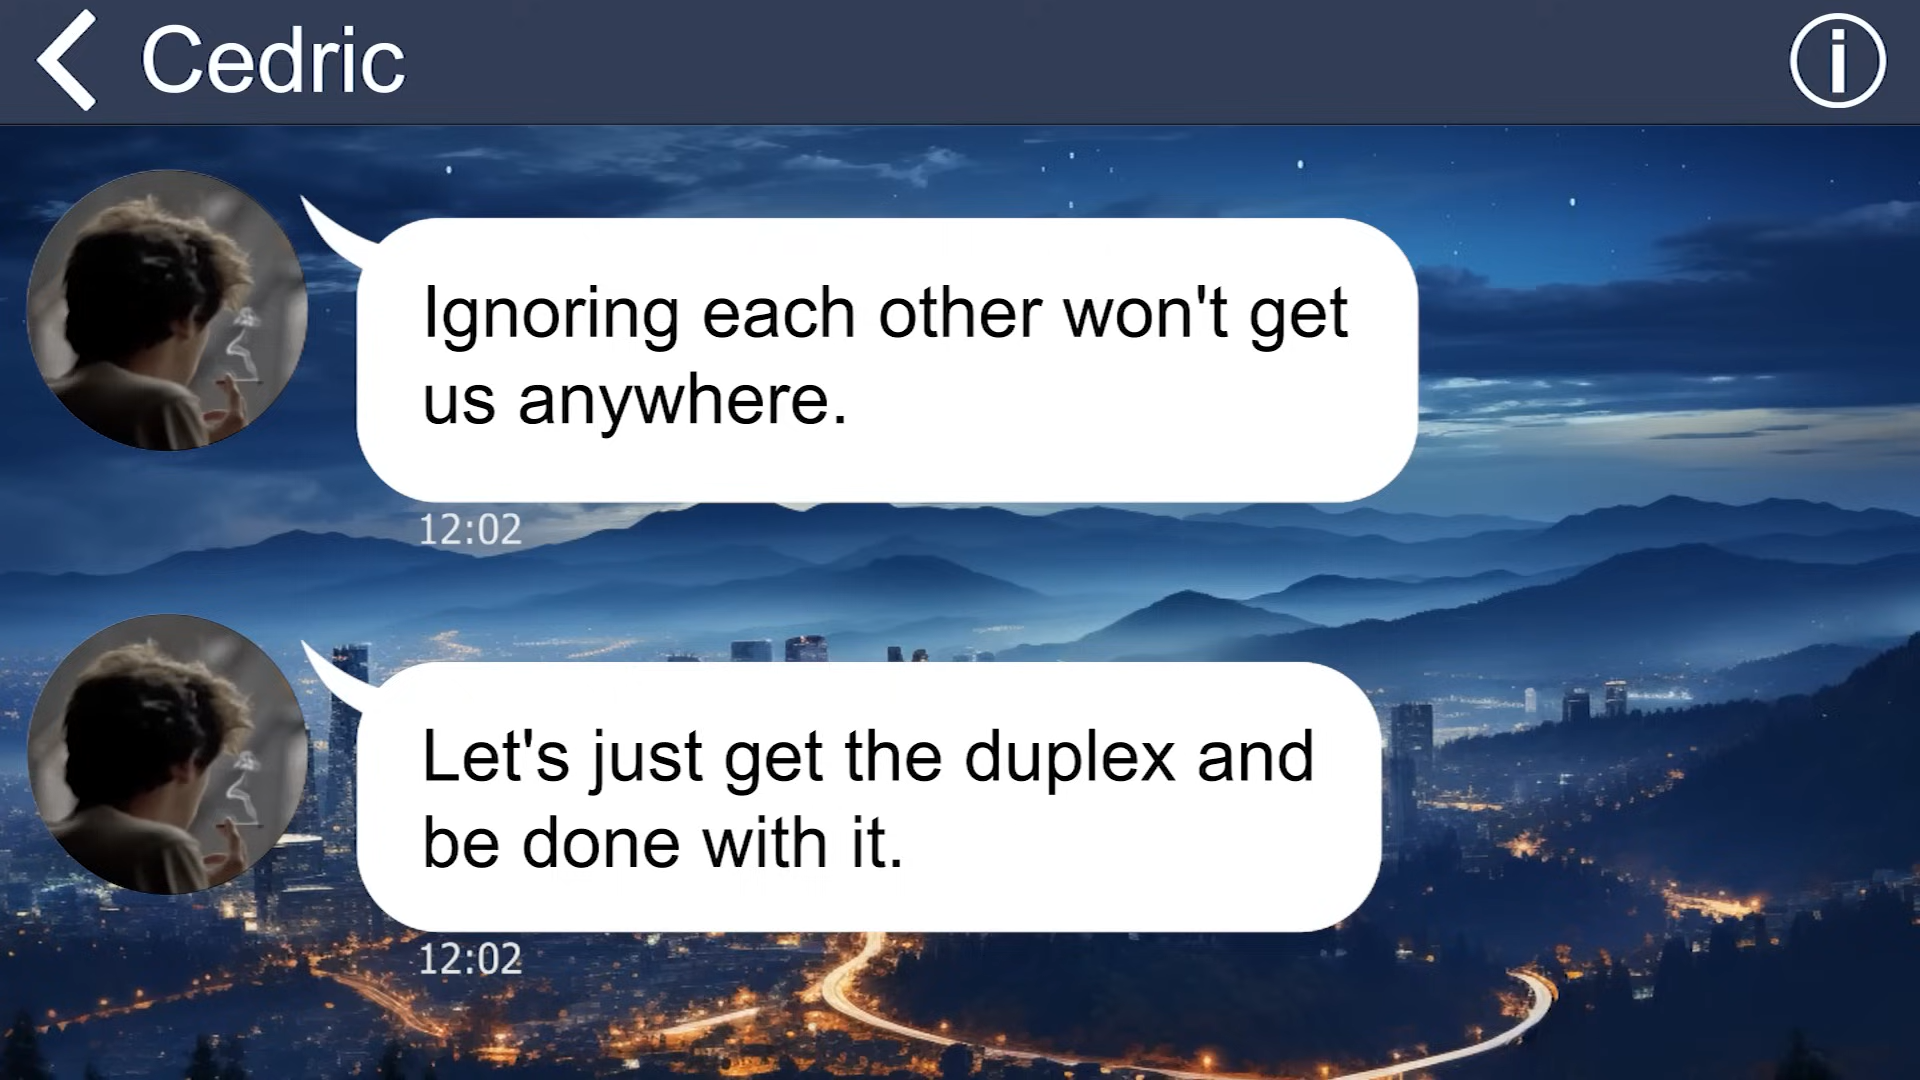 Cedric
Ignoring each other won't get
us anywhere.
12:02
Let's just get the duplex and
be done with it.
12:02